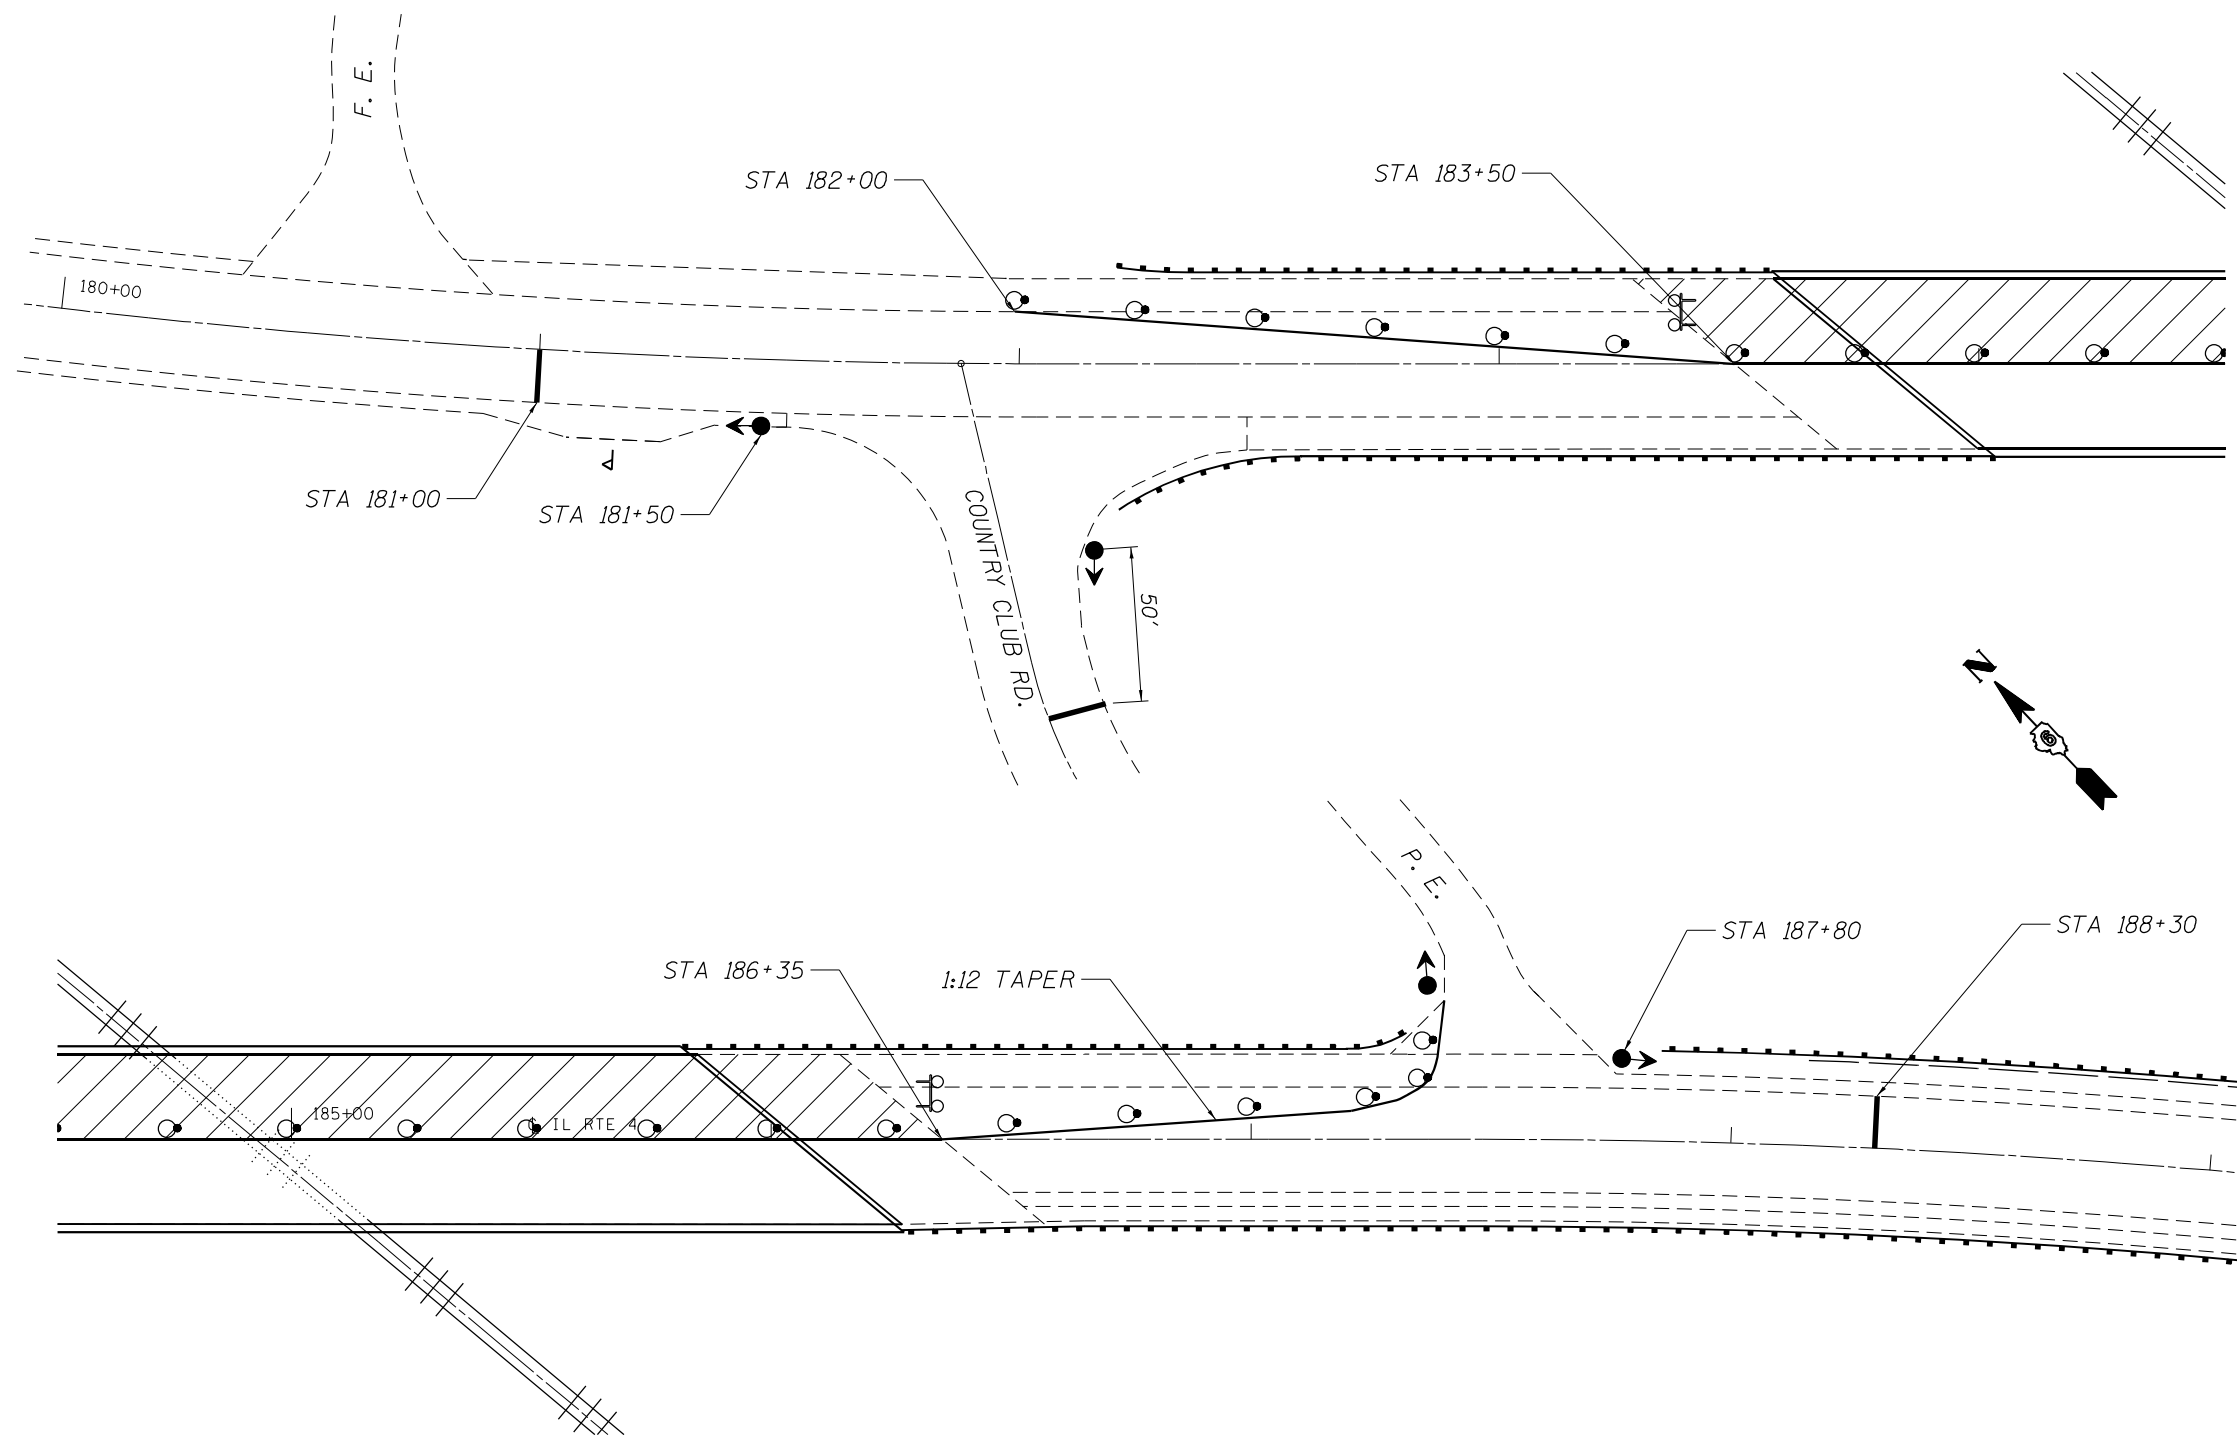 F. E.
STA 182+00
STA 183+50
180+00
STA 181+00
STA 181+50
COUNTRY CLUB RD.
50'
N
P. E.
STA 187+80
STA 188+30
STA 186+35
1:12 TAPER
185+00
℄ IL RTE 4